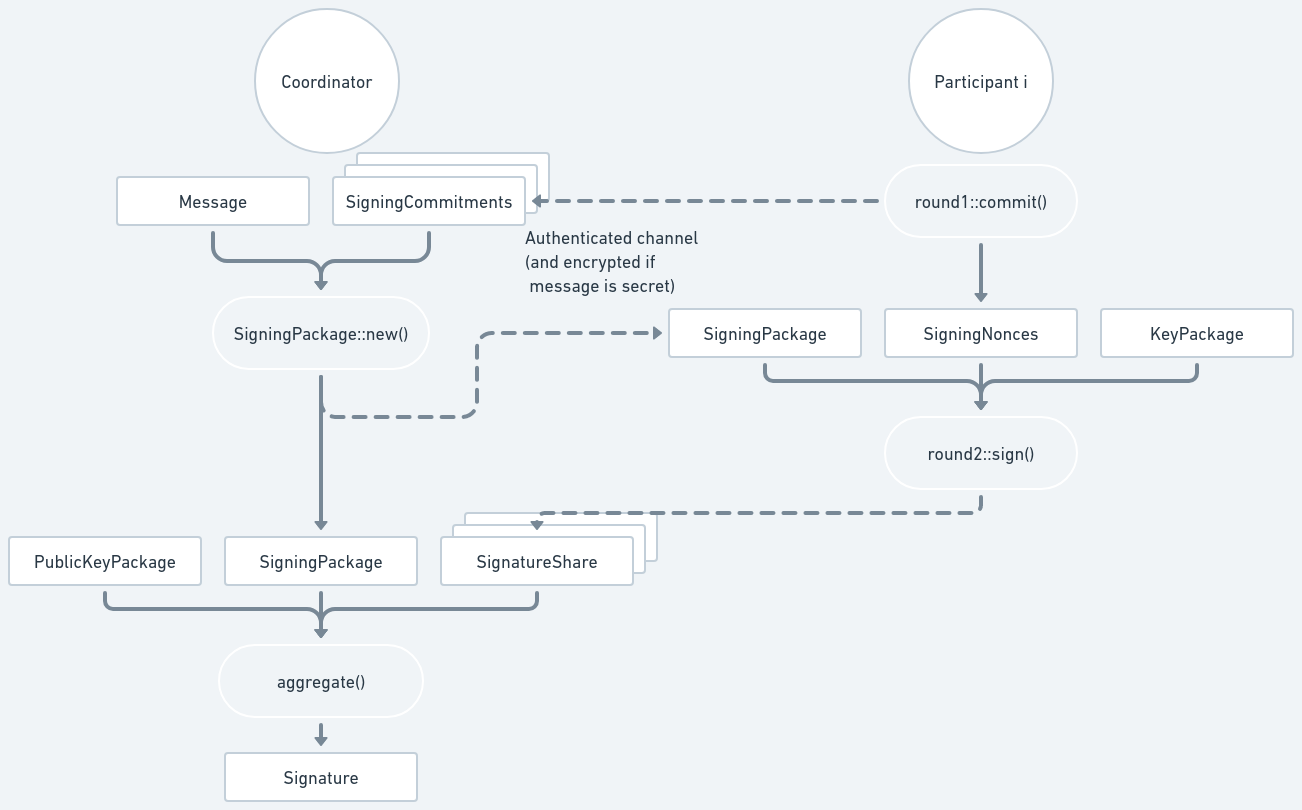 Coordinator
Participant i
Message
SigningCommitments
round1::commit()
Authenticated channel
(and encrypted if
message is secret)
SigningPackage::new()
SigningPackage
SigningNonces
KeyPackage
round2::sign()
PublicKeyPackage
SigningPackage
SignatureShare
aggregate()
Signature